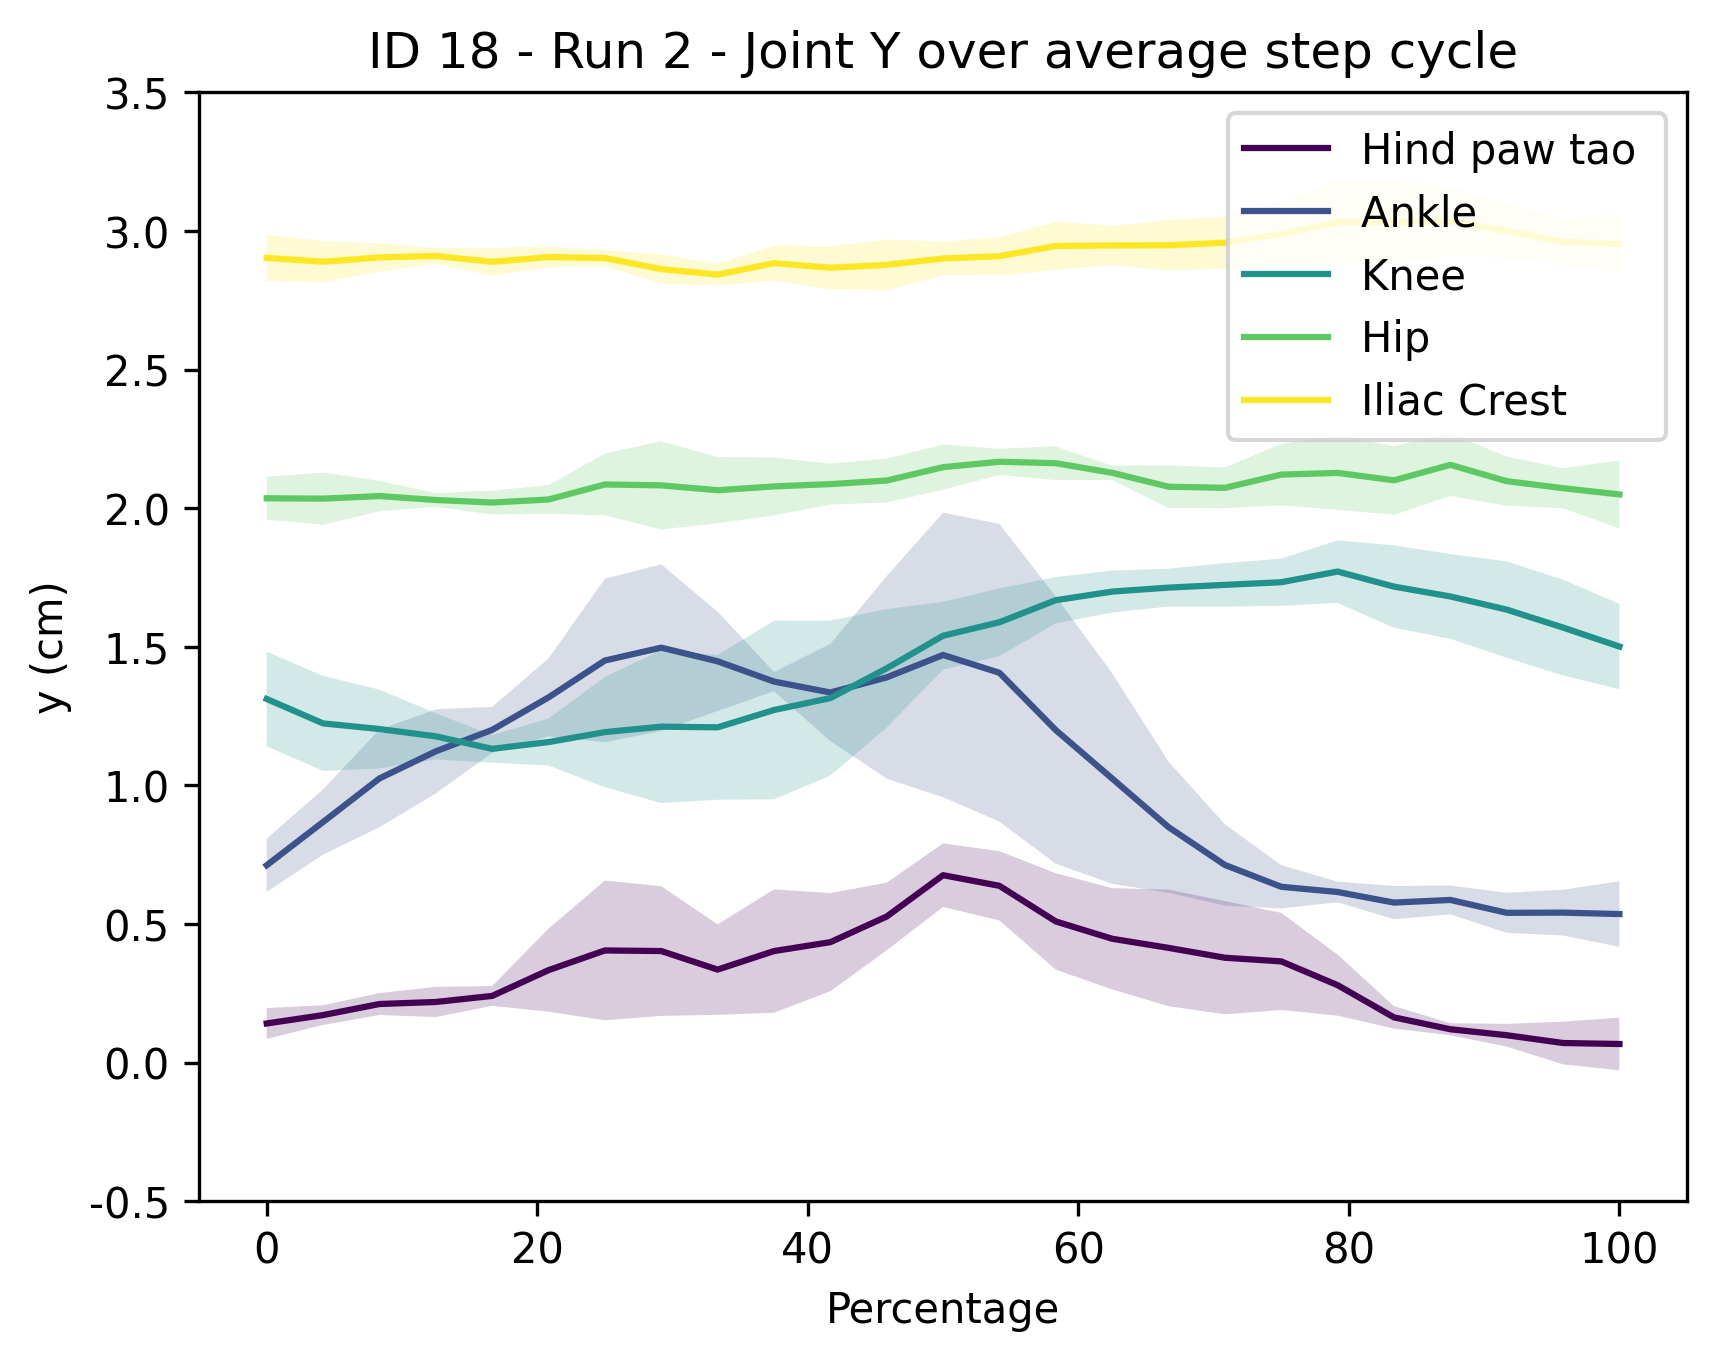 ID 18 - Run 2 - Joint Y over average step cycle
3.5
3.0
2.5
2.0
1.5
1.0
0.5
0.0
-0.5
y (cm)
Hind paw tao
Ankle
Knee
Hip
Iliac Crest
0 20 40 60 80 100
Percentage